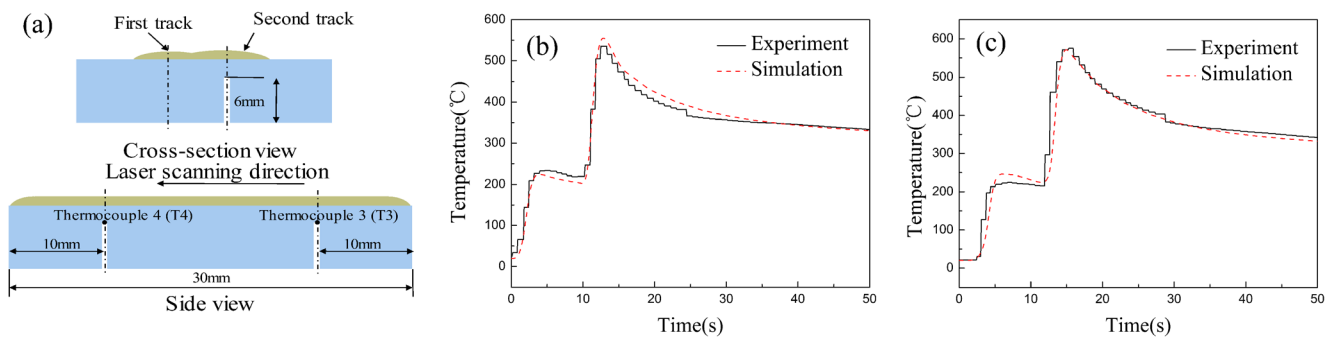 (a)
First track
Second track
6mm
Cross-section view
Laser scanning direction
Thermocouple 4 (T4)
Thermocouple 3 (T3)
10mm
10mm
30mm
Side view
(b)
Experiment
Simulation
Temperature(℃)
600
500
400
350
300
200
100
0
0
10
20
30
40
50
Time(s)
(c)
Experiment
Simulation
Temperature(℃)
600
500
400
350
300
200
100
0
0
10
20
30
40
50
Time(s)